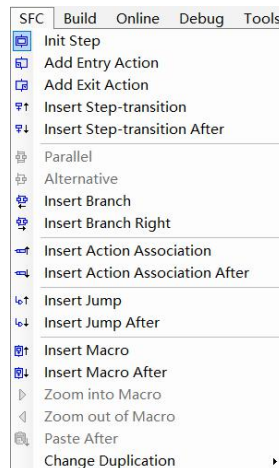 SFC Build Online Debug Tools
Init Step
Add Entry Action
Add Exit Action
Insert Step-transition
Insert Step-transition After
Parallel
Alternative
Insert Branch
Insert Branch Right
Insert Action Association
Insert Action Association After
Insert Jump
Insert Jump After
Insert Macro
Insert Macro After
Zoom into Macro
Zoom out of Macro
Paste After
Change Duplication